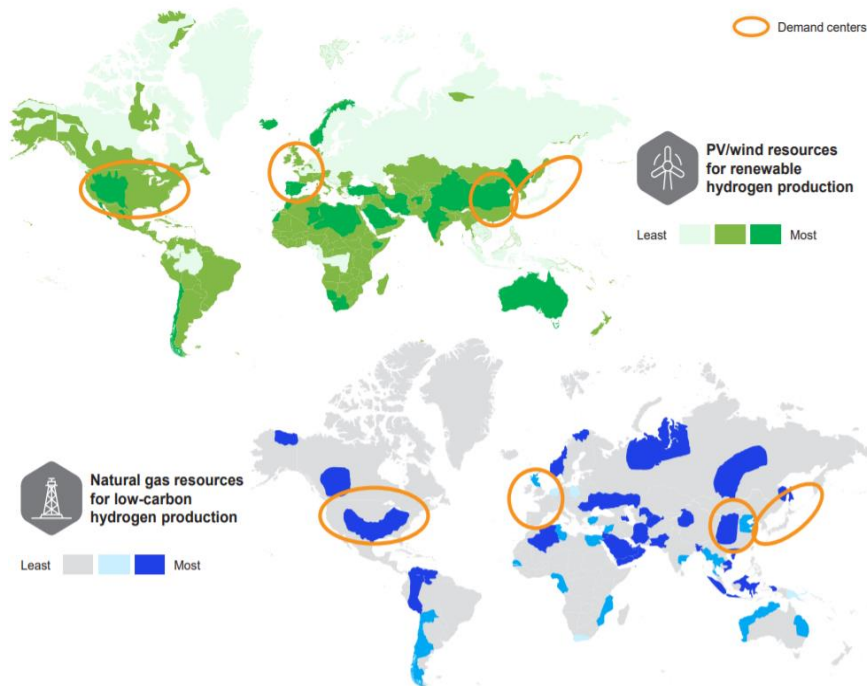 Demand centers
PV/wind resources
for renewable
hydrogen production
Least
Most
Natural gas resources
for low-carbon
hydrogen production
Least
Most